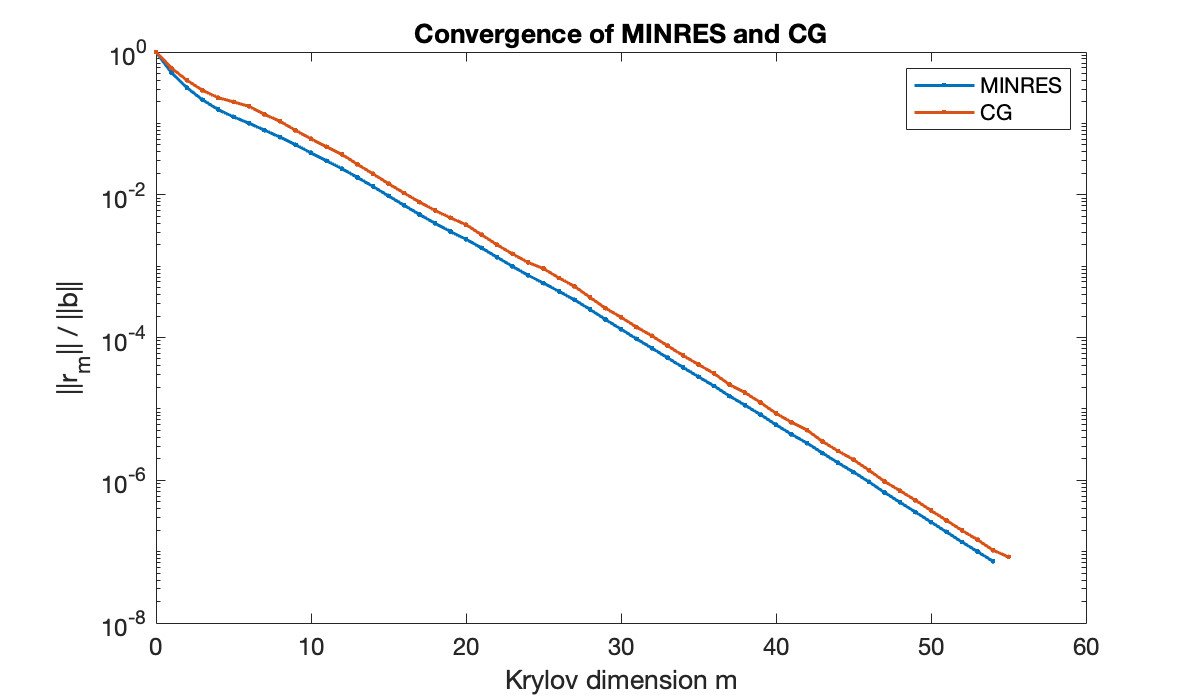 Convergence of MINRES and CG
MINRES
CG
10^0
10^-2
10^-4
10^-6
10^-8
||r_m|| / ||b||
0 10 20 30 40 50 60
Krylov dimension m